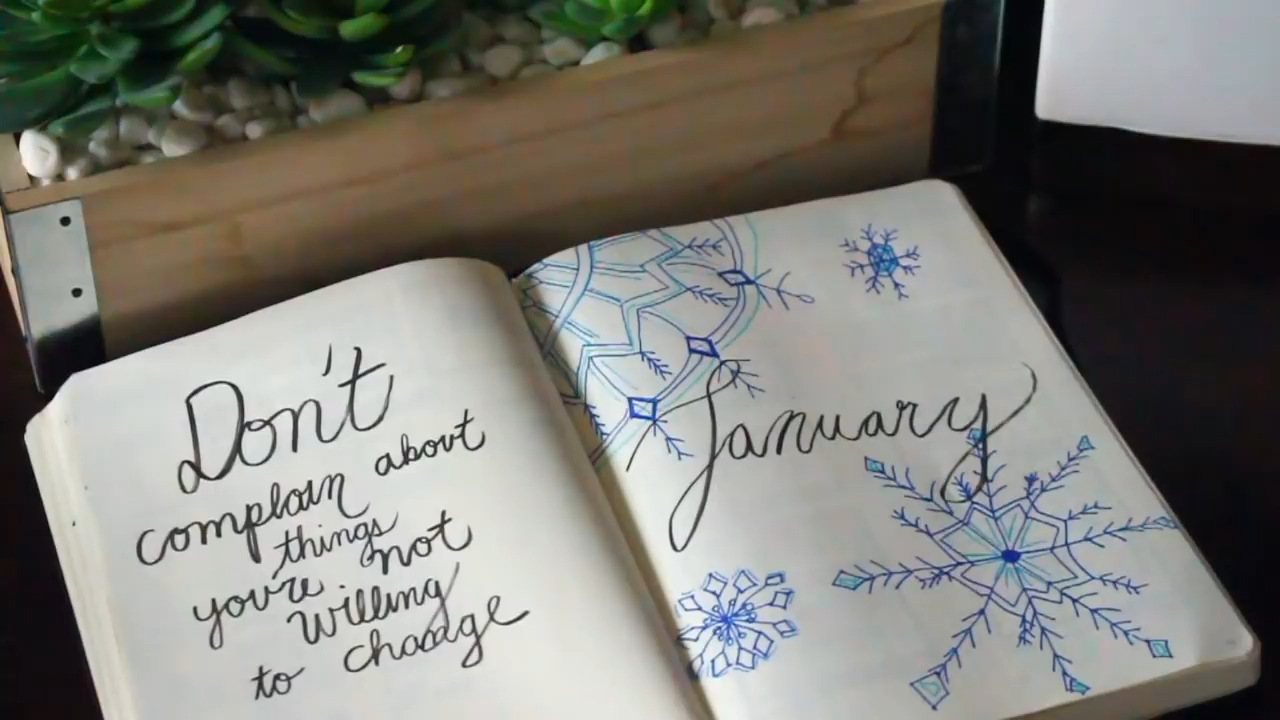 Don't
complain about
things
you're not
willing
to change
January